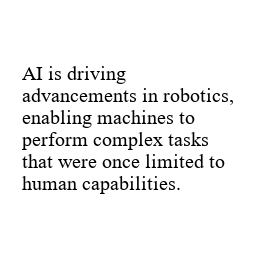 AI is driving
advancements in robotics,
enabling machines to
perform complex tasks
that were once limited to
human capabilities.